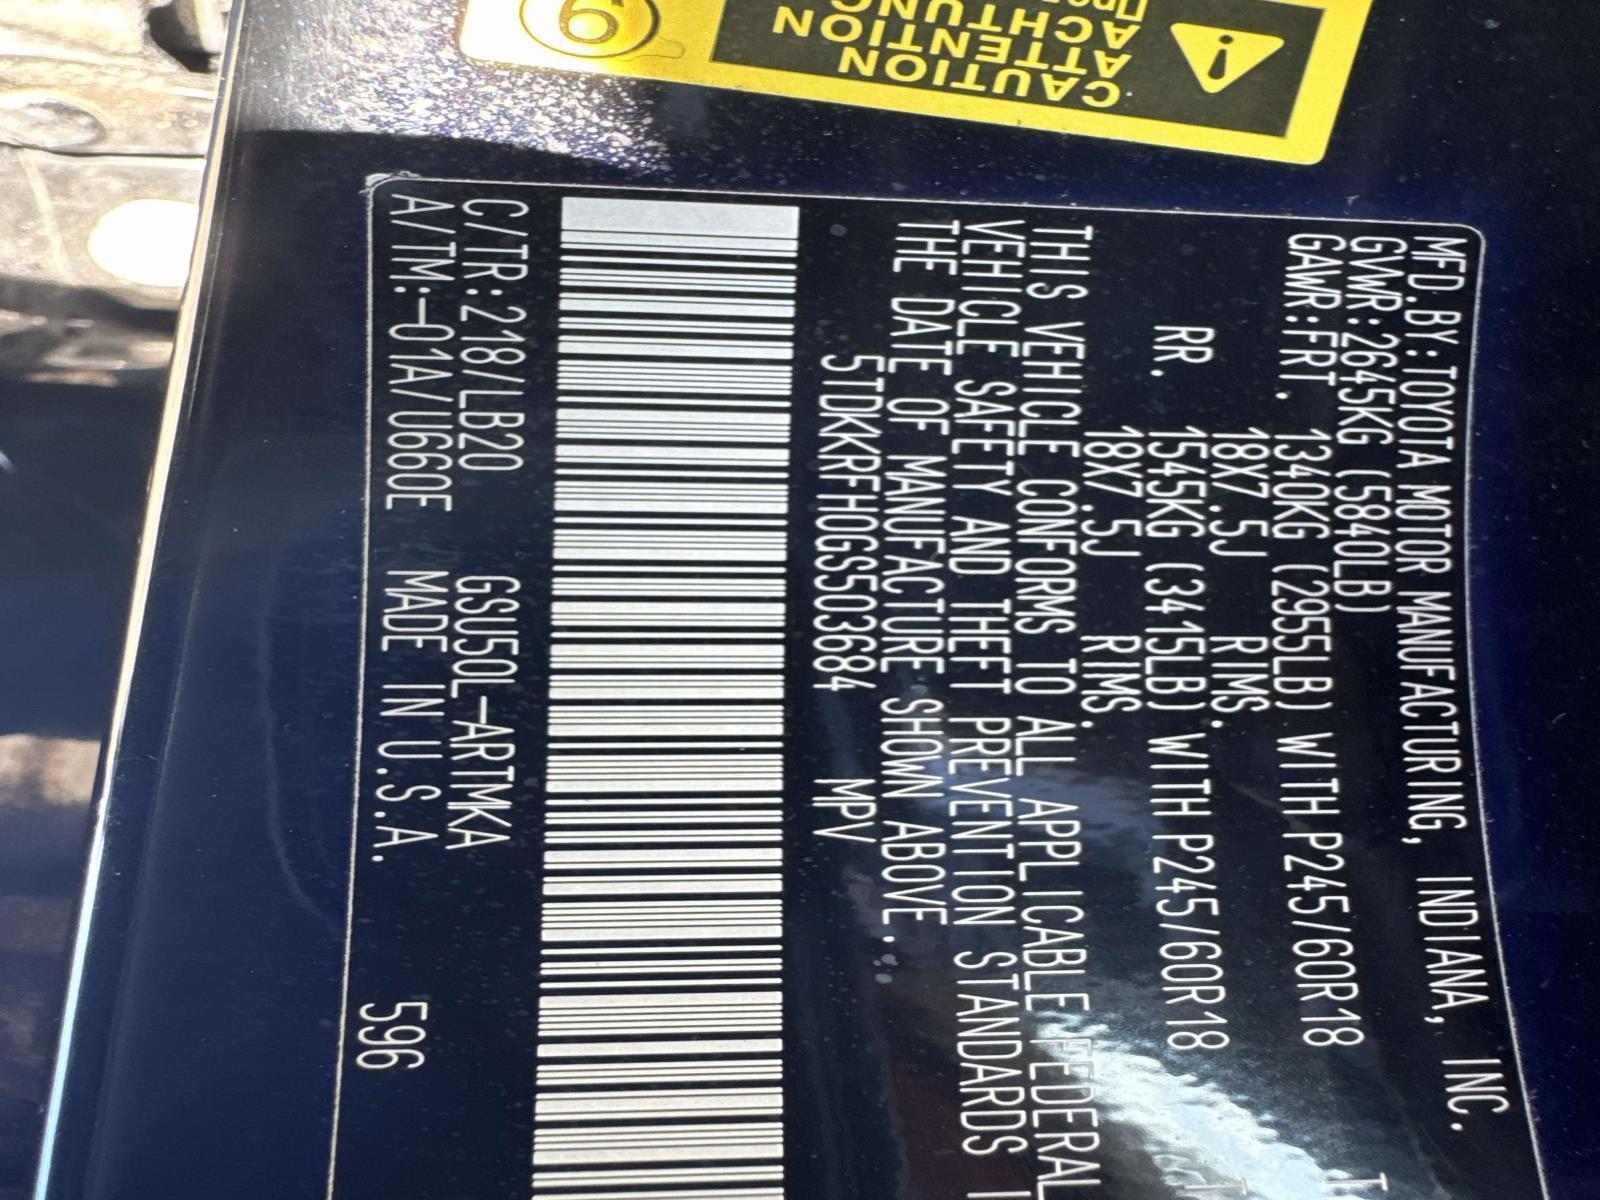 MFD.BY:TOYOTA MOTOR MANUFACTURING, INDIANA, INC.
GVWR:2645KG (5840LB)
GAWR:FRT. 1340KG (2955LB) WITH P245/60R18
18X7.5J RIMS.
RR. 1545KG (3415LB) WITH P245/60R18
18X7.5J RIMS.
THIS VEHICLE CONFORMS TO ALL APPLICABLE FEDERAL
VEHICLE SAFETY AND THEFT PREVENTION STANDARDS
THE DATE OF MANUFACTURE SHOWN ABOVE.
5TDKKRFH0GS503684 MPV
C/TR:218/LB20 GSU50L-ARTMKA
A/TM:-01A/U660E MADE IN U.S.A. 596
CAUTION
ATTENTION
ACHTUNG